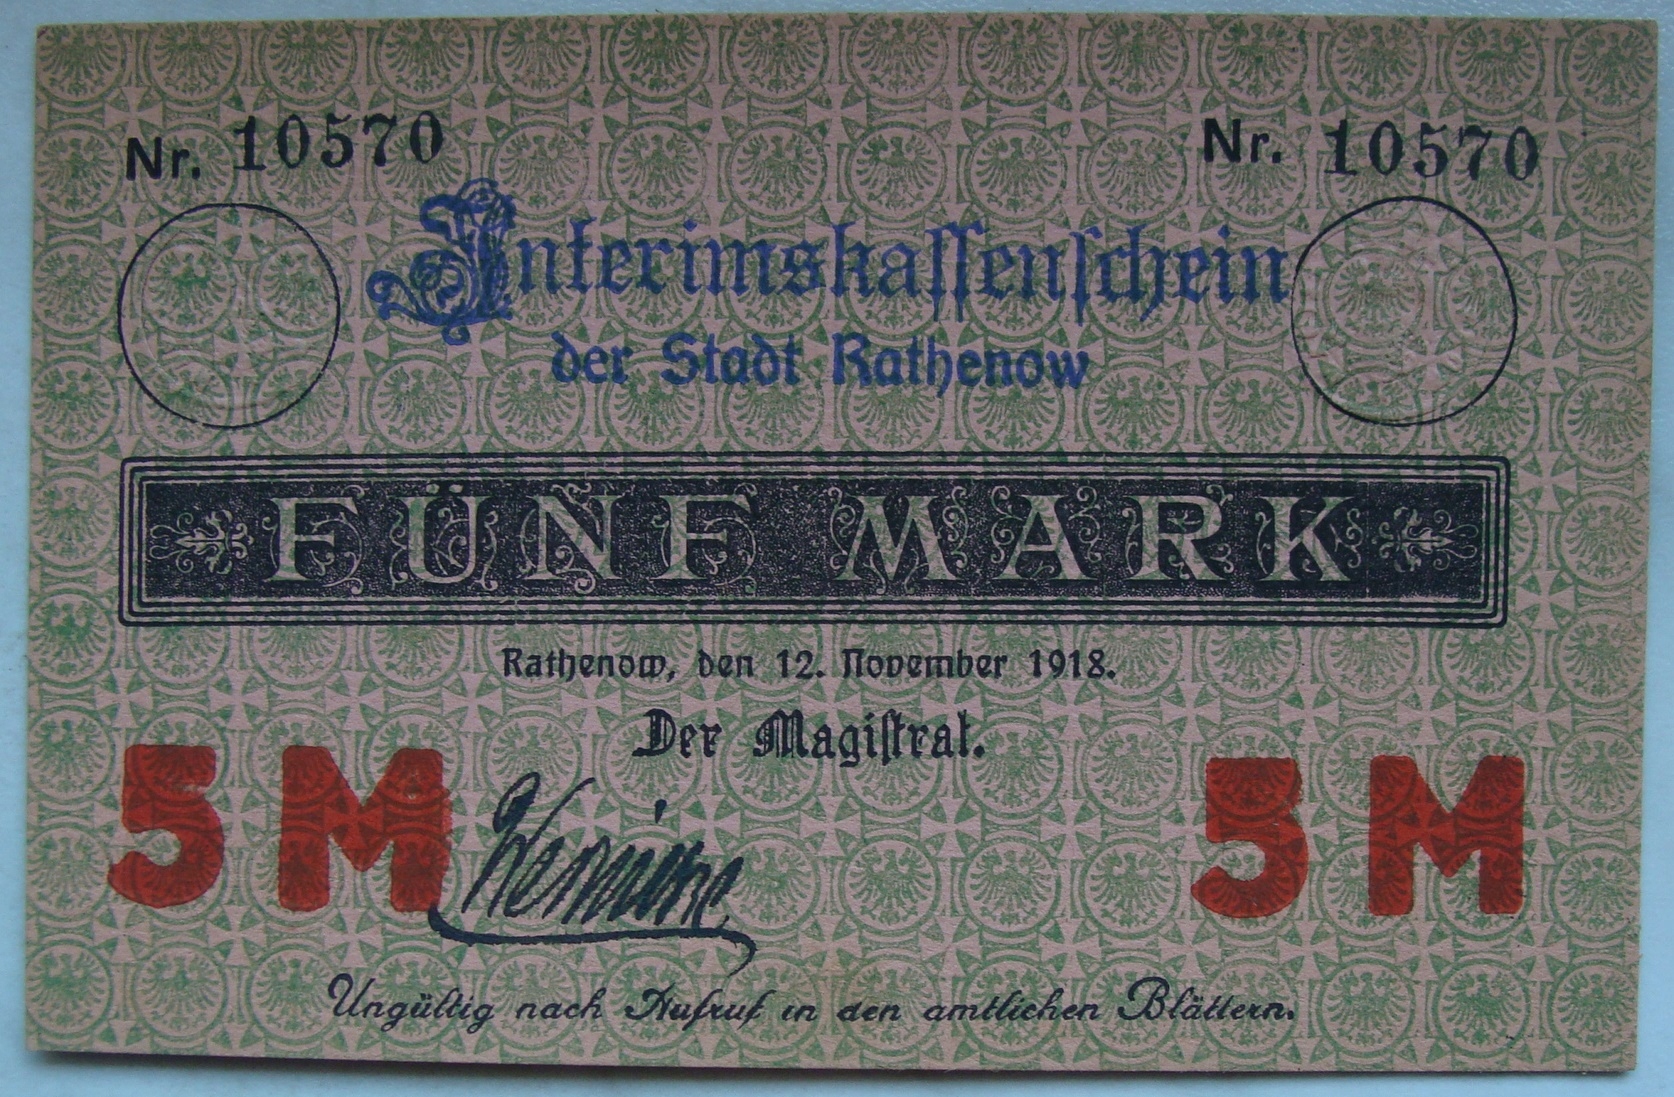 Nr. 10570 Nr. 10570
Interimskassenschein
der Stadt Rathenow
FÜNF MARK
Rathenow, den 12. November 1918.
Der Magistrat.
5 M 5 M
Ungültig nach Aufruf in den amtlichen Blättern.